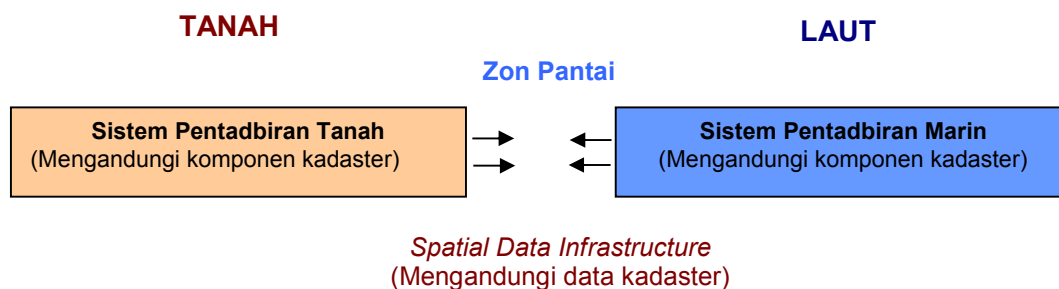 TANAH
LAUT
Zon Pantai
Sistem Pentadbiran Tanah
(Mengandungi komponen kadaster)
Sistem Pentadbiran Marin
(Mengandungi komponen kadaster)
Spatial Data Infrastructure
(Mengandungi data kadaster)